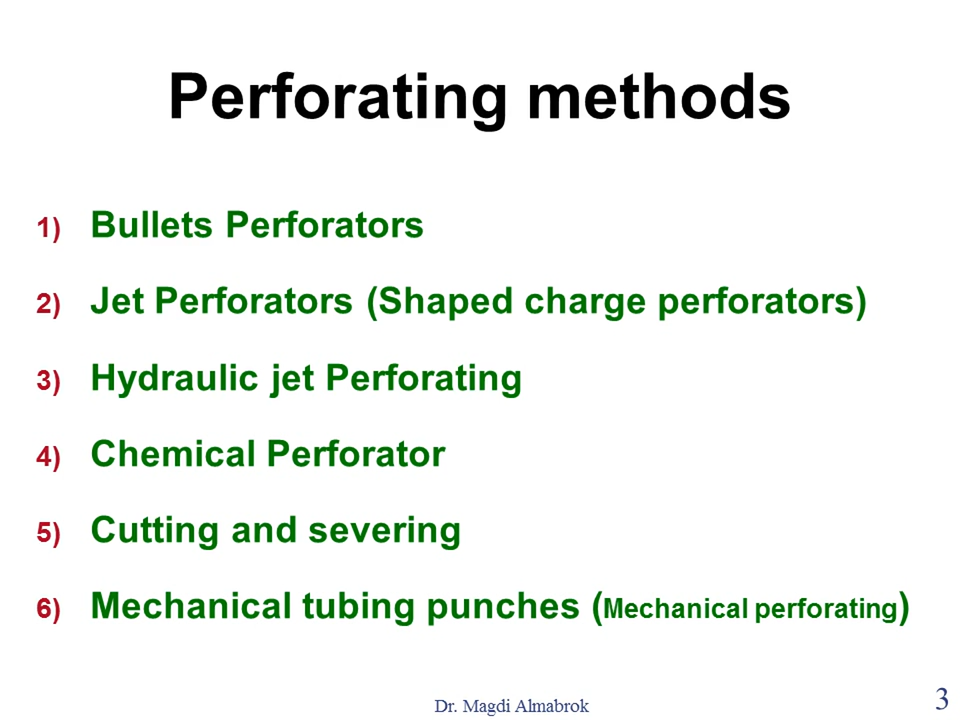 Perforating methods
1) Bullets Perforators
2) Jet Perforators (Shaped charge perforators)
3) Hydraulic jet Perforating
4) Chemical Perforator
5) Cutting and severing
6) Mechanical tubing punches (Mechanical perforating)
Dr. Magdi Almabrok
3